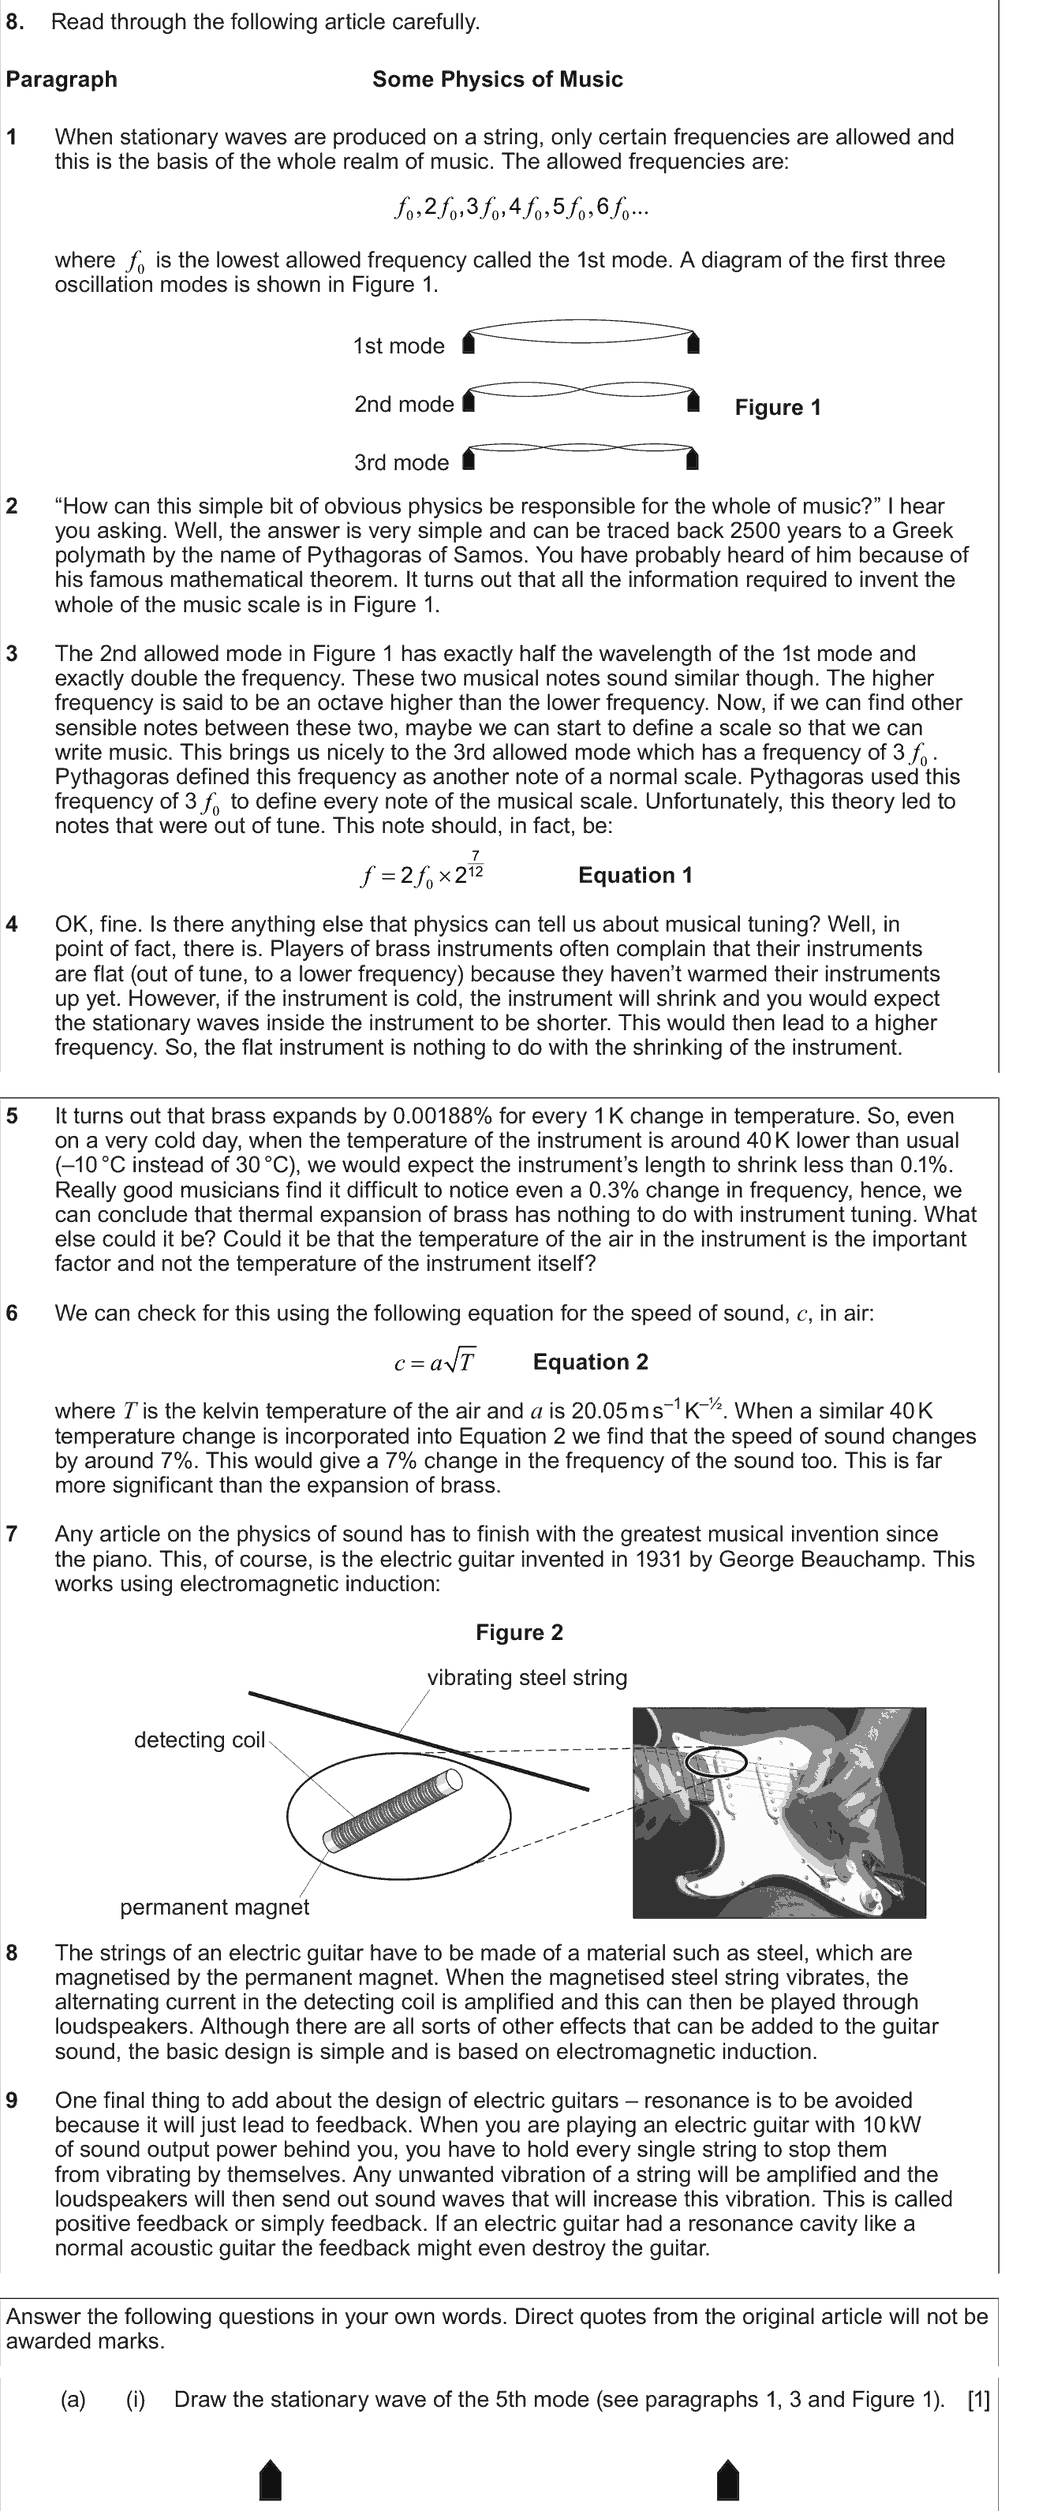 8. Read through the following article carefully.
Paragraph Some Physics of Music
1 When stationary waves are produced on a string, only certain frequencies are allowed and
this is the basis of the whole realm of music. The allowed frequencies are:
f₀,2f₀,3f₀,4f₀,5f₀,6f₀...
where f₀ is the lowest allowed frequency called the 1st mode. A diagram of the first three
oscillation modes is shown in Figure 1.
1st mode
2nd mode
Figure 1
3rd mode
2 “How can this simple bit of obvious physics be responsible for the whole of music?” I hear
you asking. Well, the answer is very simple and can be traced back 2500 years to a Greek
polymath by the name of Pythagoras of Samos. You have probably heard of him because of
his famous mathematical theorem. It turns out that all the information required to invent the
whole of the music scale is in Figure 1.
3 The 2nd allowed mode in Figure 1 has exactly half the wavelength of the 1st mode and
exactly double the frequency. These two musical notes sound similar though. The higher
frequency is said to be an octave higher than the lower frequency. Now, if we can find other
sensible notes between these two, maybe we can start to define a scale so that we can
write music. This brings us nicely to the 3rd allowed mode which has a frequency of 3f₀.
Pythagoras defined this frequency as another note of a normal scale. Pythagoras used this
frequency of 3f₀ to define every note of the musical scale. Unfortunately, this theory led to
notes that were out of tune. This note should, in fact, be:
f = 2f₀ × 2^(7/12) Equation 1
4 OK, fine. Is there anything else that physics can tell us about musical tuning? Well, in
point of fact, there is. Players of brass instruments often complain that their instruments
are flat (out of tune, to a lower frequency) because they haven’t warmed their instruments
up yet. However, if the instrument is cold, the instrument will shrink and you would expect
the stationary waves inside the instrument to be shorter. This would then lead to a higher
frequency. So, the flat instrument is nothing to do with the shrinking of the instrument.
5 It turns out that brass expands by 0.00188% for every 1K change in temperature. So, even
on a very cold day, when the temperature of the instrument is around 40K lower than usual
(–10°C instead of 30°C), we would expect the instrument’s length to shrink less than 0.1%.
Really good musicians find it difficult to notice even a 0.3% change in frequency, hence, we
can conclude that thermal expansion of brass has nothing to do with instrument tuning. What
else could it be? Could it be that the temperature of the air in the instrument is the important
factor and not the temperature of the instrument itself?
6 We can check for this using the following equation for the speed of sound, c, in air:
c = a√T Equation 2
where T is the kelvin temperature of the air and a is 20.05 m s⁻¹ K^–½. When a similar 40K
temperature change is incorporated into Equation 2 we find that the speed of sound changes
by around 7%. This would give a 7% change in the frequency of the sound too. This is far
more significant than the expansion of brass.
7 Any article on the physics of sound has to finish with the greatest musical invention since
the piano. This, of course, is the electric guitar invented in 1931 by George Beauchamp. This
works using electromagnetic induction:
Figure 2
vibrating steel string
detecting coil
permanent magnet
8 The strings of an electric guitar have to be made of a material such as steel, which are
magnetised by the permanent magnet. When the magnetised steel string vibrates, the
alternating current in the detecting coil is amplified and this can then be played through
loudspeakers. Although there are all sorts of other effects that can be added to the guitar
sound, the basic design is simple and is based on electromagnetic induction.
9 One final thing to add about the design of electric guitars – resonance is to be avoided
because it will just lead to feedback. When you are playing an electric guitar with 10kW
of sound output power behind you, you have to hold every single string to stop them
from vibrating by themselves. Any unwanted vibration of a string will be amplified and the
loudspeakers will then send out sound waves that will increase this vibration. This is called
positive feedback or simply feedback. If an electric guitar had a resonance cavity like a
normal acoustic guitar the feedback might even destroy the guitar.
Answer the following questions in your own words. Direct quotes from the original article will not be
awarded marks.
(a) (i) Draw the stationary wave of the 5th mode (see paragraphs 1, 3 and Figure 1). [1]